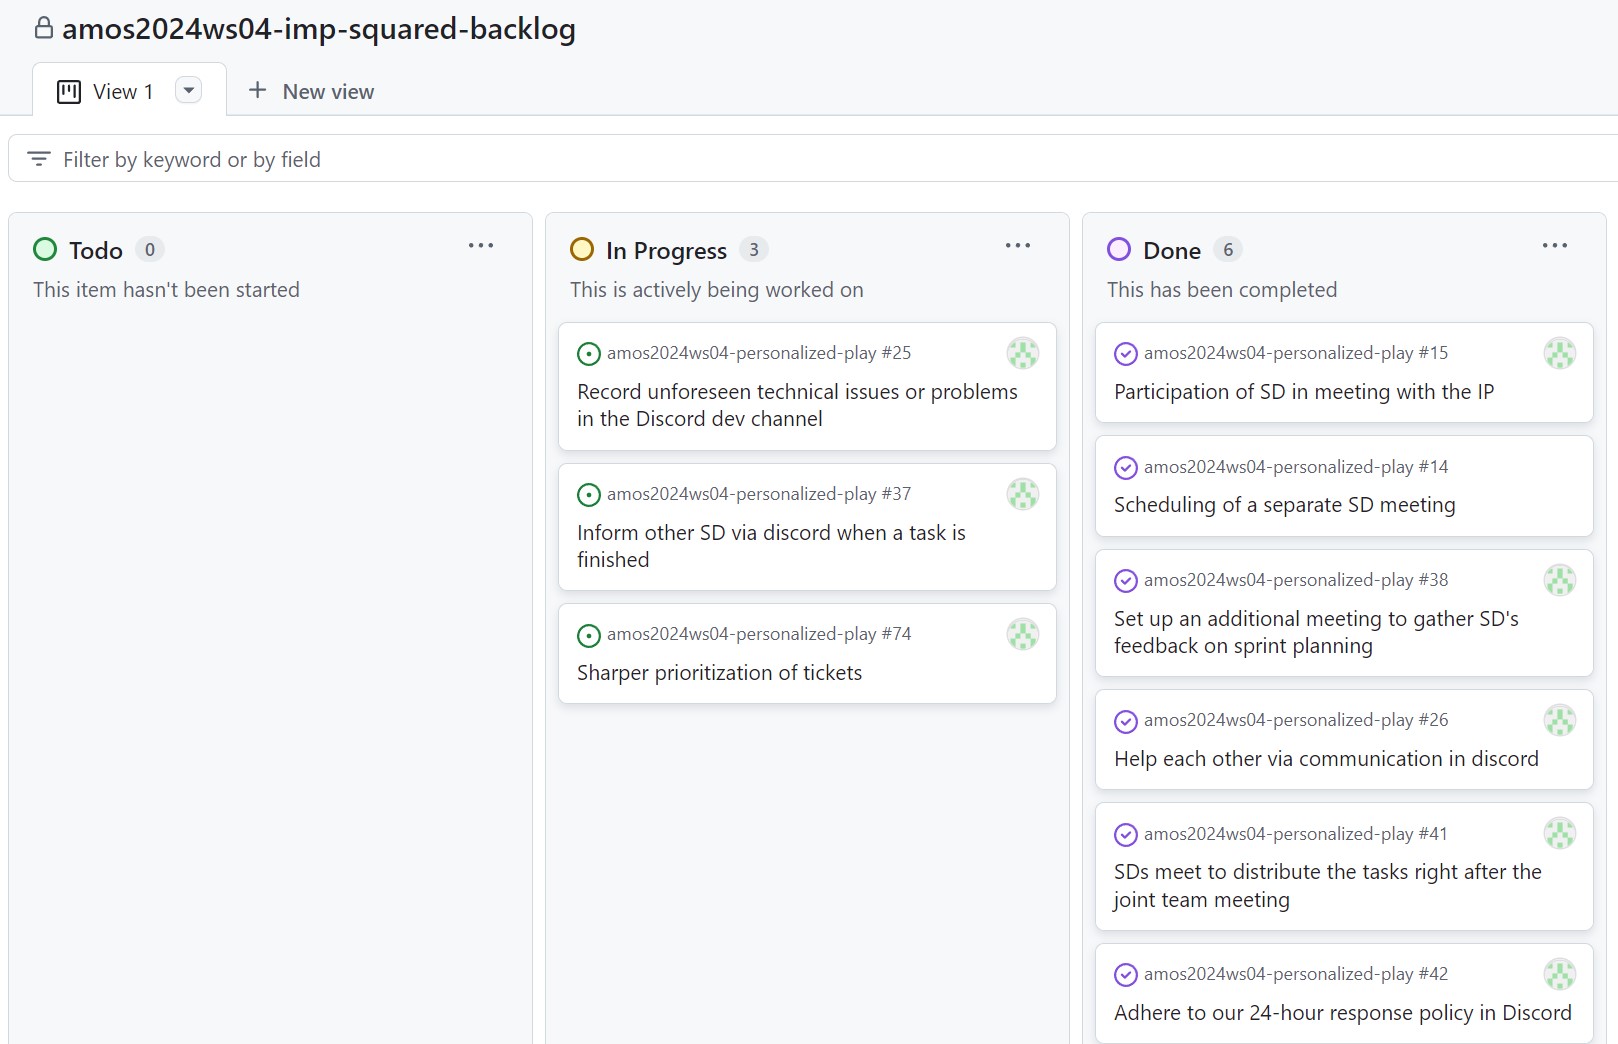 amos2024ws04-imp-squared-backlog
View 1
New view
Filter by keyword or by field
Todo 0
This item hasn't been started
In Progress 3
This is actively being worked on
amos2024ws04-personalized-play #25
Record unforeseen technical issues or problems
in the Discord dev channel
amos2024ws04-personalized-play #37
Inform other SD via discord when a task is
finished
amos2024ws04-personalized-play #74
Sharper prioritization of tickets
Done 6
This has been completed
amos2024ws04-personalized-play #15
Participation of SD in meeting with the IP
amos2024ws04-personalized-play #14
Scheduling of a separate SD meeting
amos2024ws04-personalized-play #38
Set up an additional meeting to gather SD's
feedback on sprint planning
amos2024ws04-personalized-play #26
Help each other via communication in discord
amos2024ws04-personalized-play #41
SDs meet to distribute the tasks right after the
joint team meeting
amos2024ws04-personalized-play #42
Adhere to our 24-hour response policy in Discord